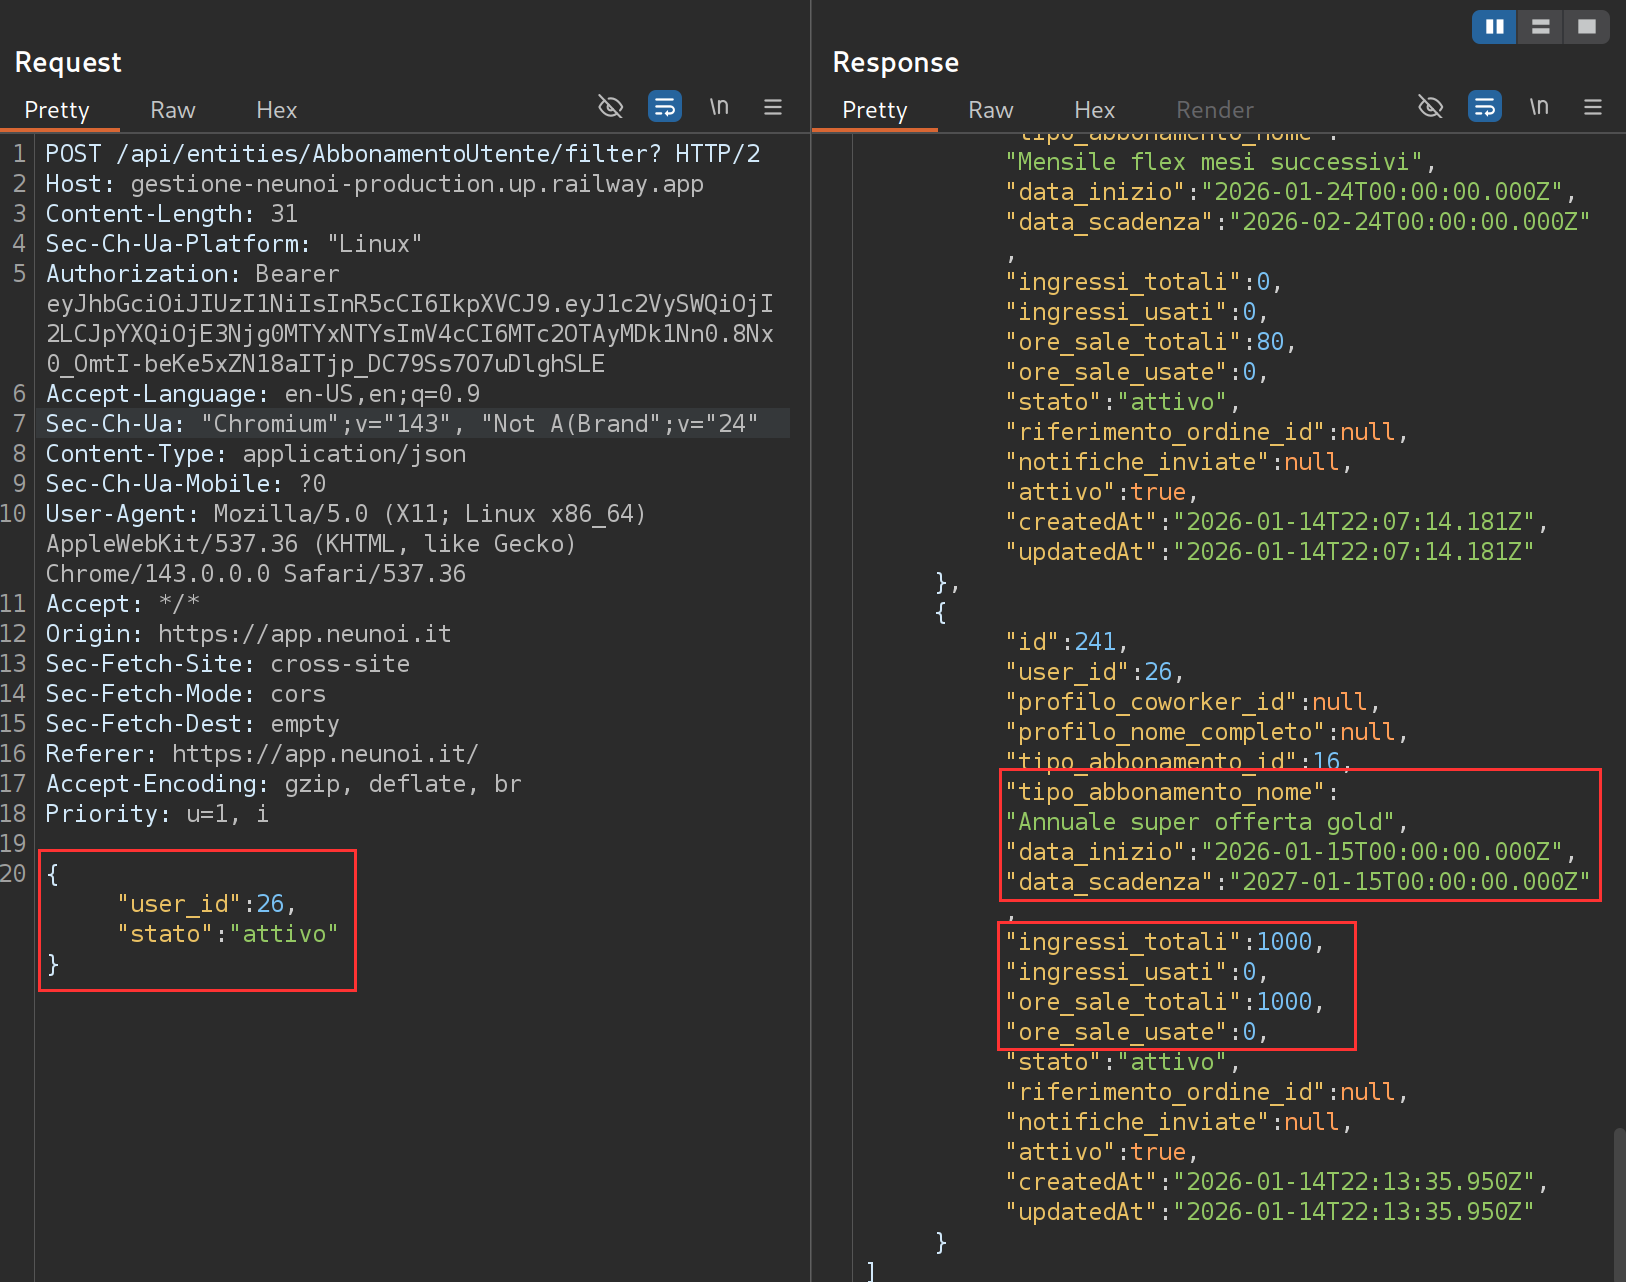 Request
Pretty Raw Hex \n
1 POST /api/entities/AbbonamentoUtente/filter? HTTP/2
2 Host: gestione-neunoi-production.up.railway.app
3 Content-Length: 31
4 Sec-Ch-Ua-Platform: "Linux"
5 Authorization: Bearer
eyJhbGciOiJIUzI1NiIsInR5cCI6IkpXVCJ9.eyJ1c2VySWQiOjI
2LCJpYXQiOjE3Njg0MTYxNTYsImV4cCI6MTc2OTAyMDk1Nn0.8Nx
0_OmtI-beKe5xZN18aITjp_DC79Ss7O7uDlghSLE
6 Accept-Language: en-US,en;q=0.9
7 Sec-Ch-Ua: "Chromium";v="143", "Not A(Brand";v="24"
8 Content-Type: application/json
9 Sec-Ch-Ua-Mobile: ?0
10 User-Agent: Mozilla/5.0 (X11; Linux x86_64)
AppleWebKit/537.36 (KHTML, like Gecko)
Chrome/143.0.0.0 Safari/537.36
11 Accept: */*
12 Origin: https://app.neunoi.it
13 Sec-Fetch-Site: cross-site
14 Sec-Fetch-Mode: cors
15 Sec-Fetch-Dest: empty
16 Referer: https://app.neunoi.it/
17 Accept-Encoding: gzip, deflate, br
18 Priority: u=1, i
19
20 {
"user_id":26,
"stato":"attivo"
}
Response
Pretty Raw Hex Render \n
"tipo_abbonamento_nome":
"Mensile flex mesi successivi",
"data_inizio":"2026-01-24T00:00:00.000Z",
"data_scadenza":"2026-02-24T00:00:00.000Z"
,
"ingressi_totali":0,
"ingressi_usati":0,
"ore_sale_totali":80,
"ore_sale_usate":0,
"stato":"attivo",
"riferimento_ordine_id":null,
"notifiche_inviate":null,
"attivo":true,
"createdAt":"2026-01-14T22:07:14.181Z",
"updatedAt":"2026-01-14T22:07:14.181Z"
},
{
"id":241,
"user_id":26,
"profilo_coworker_id":null,
"profilo_nome_completo":null,
"tipo_abbonamento_id":16,
"tipo_abbonamento_nome":
"Annuale super offerta gold",
"data_inizio":"2026-01-15T00:00:00.000Z",
"data_scadenza":"2027-01-15T00:00:00.000Z"
,
"ingressi_totali":1000,
"ingressi_usati":0,
"ore_sale_totali":1000,
"ore_sale_usate":0,
"stato":"attivo",
"riferimento_ordine_id":null,
"notifiche_inviate":null,
"attivo":true,
"createdAt":"2026-01-14T22:13:35.950Z",
"updatedAt":"2026-01-14T22:13:35.950Z"
}
]